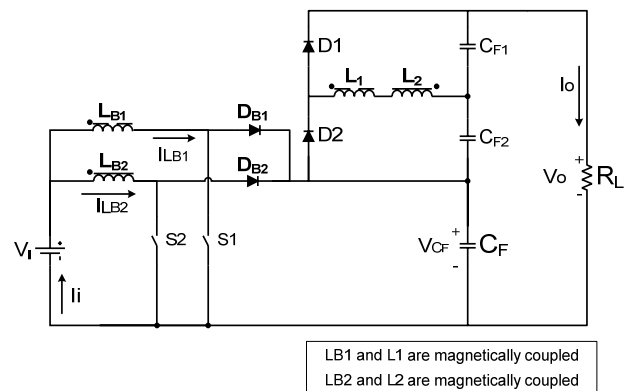 D1
CF1
L1
L2
Io
LB1
DB1
D2
CF2
ILB1
LB2
DB2
+
Vo
RL
-
ILB2
VI
+
-
S2
S1
VCF
+
-
CF
Ii
LB1 and L1 are magnetically coupled
LB2 and L2 are magnetically coupled